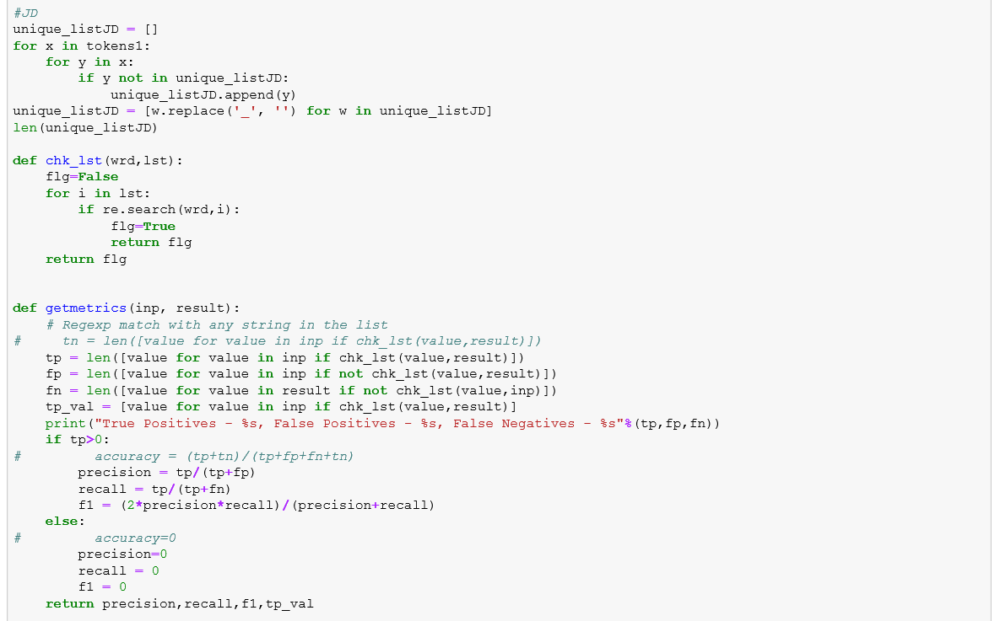 #JD
unique_listJD = []
for x in tokens1:
    for y in x:
        if y not in unique_listJD:
            unique_listJD.append(y)
unique_listJD = [w.replace('_', '') for w in unique_listJD]
len(unique_listJD)

def chk_lst(wrd,lst):
    flg=False
    for i in lst:
        if re.search(wrd,i):
            flg=True
            return flg
    return flg


def getmetrics(inp, result):
    # Regexp match with any string in the list
#     tn = len([value for value in inp if chk_lst(value,result)])
    tp = len([value for value in inp if chk_lst(value,result)])
    fp = len([value for value in inp if not chk_lst(value,result)])
    fn = len([value for value in result if not chk_lst(value,inp)])
    tp_val = [value for value in inp if chk_lst(value,result)]
    print("True Positives - %s, False Positives - %s, False Negatives - %s"%(tp,fp,fn))
    if tp>0:
#         accuracy = (tp+tn)/(tp+fp+fn+tn)
        precision = tp/(tp+fp)
        recall = tp/(tp+fn)
        f1 = (2*precision*recall)/(precision+recall)
    else:
#         accuracy=0
        precision=0
        recall = 0
        f1 = 0
    return precision,recall,f1,tp_val